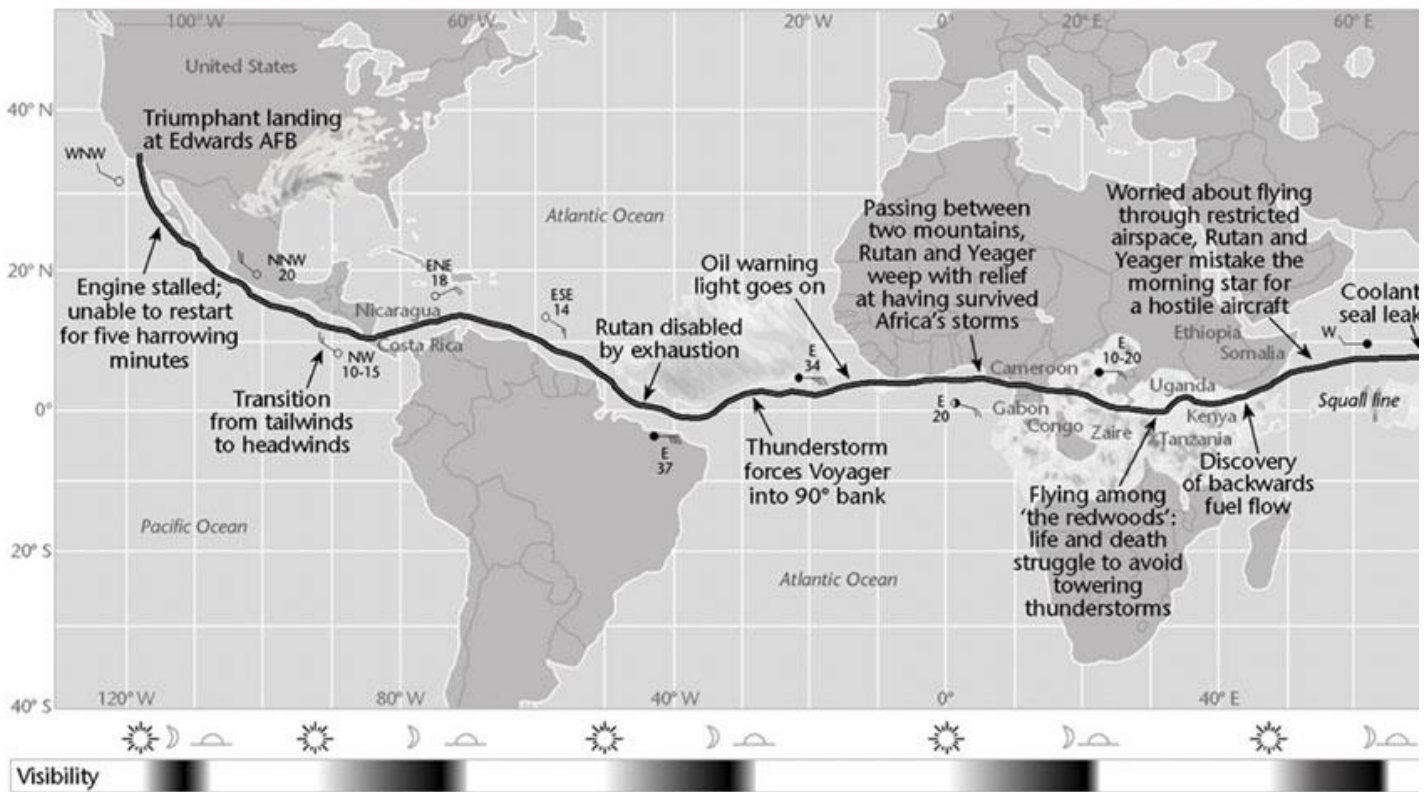 100° W
60° W
20° W
0°
20° E
60° E
United States
40° N
Triumphant landing
at Edwards AFB
WNW
Atlantic Ocean
Passing between
two mountains,
Rutan and Yeager
weep with relief
at having survived
Africa's storms
Worried about flying
through restricted
airspace, Rutan and
Yeager mistake the
morning star for
a hostile aircraft
20° N
NNW
20
ENE
18
ESE
14
Oil warning
light goes on
Engine stalled;
unable to restart
for five harrowing
minutes
Nicaragua
Costa Rica
Rutan disabled
by exhaustion
Coolant
seal leak
Ethiopia
Somalia
W
NW
10-15
E
34
Cameroon
E
10-20
Uganda
Transition
from tailwinds
to headwinds
0°
E
20
Gabon
Congo
Zaire
Kenya
Tanzania
Squall line
E
37
Thunderstorm
forces Voyager
into 90° bank
Discovery
of backwards
fuel flow
Flying among
'the redwoods':
life and death
struggle to avoid
towering
thunderstorms
Pacific Ocean
20° S
Atlantic Ocean
40° S
120° W
80° W
40° W
0°
40° E
Visibility